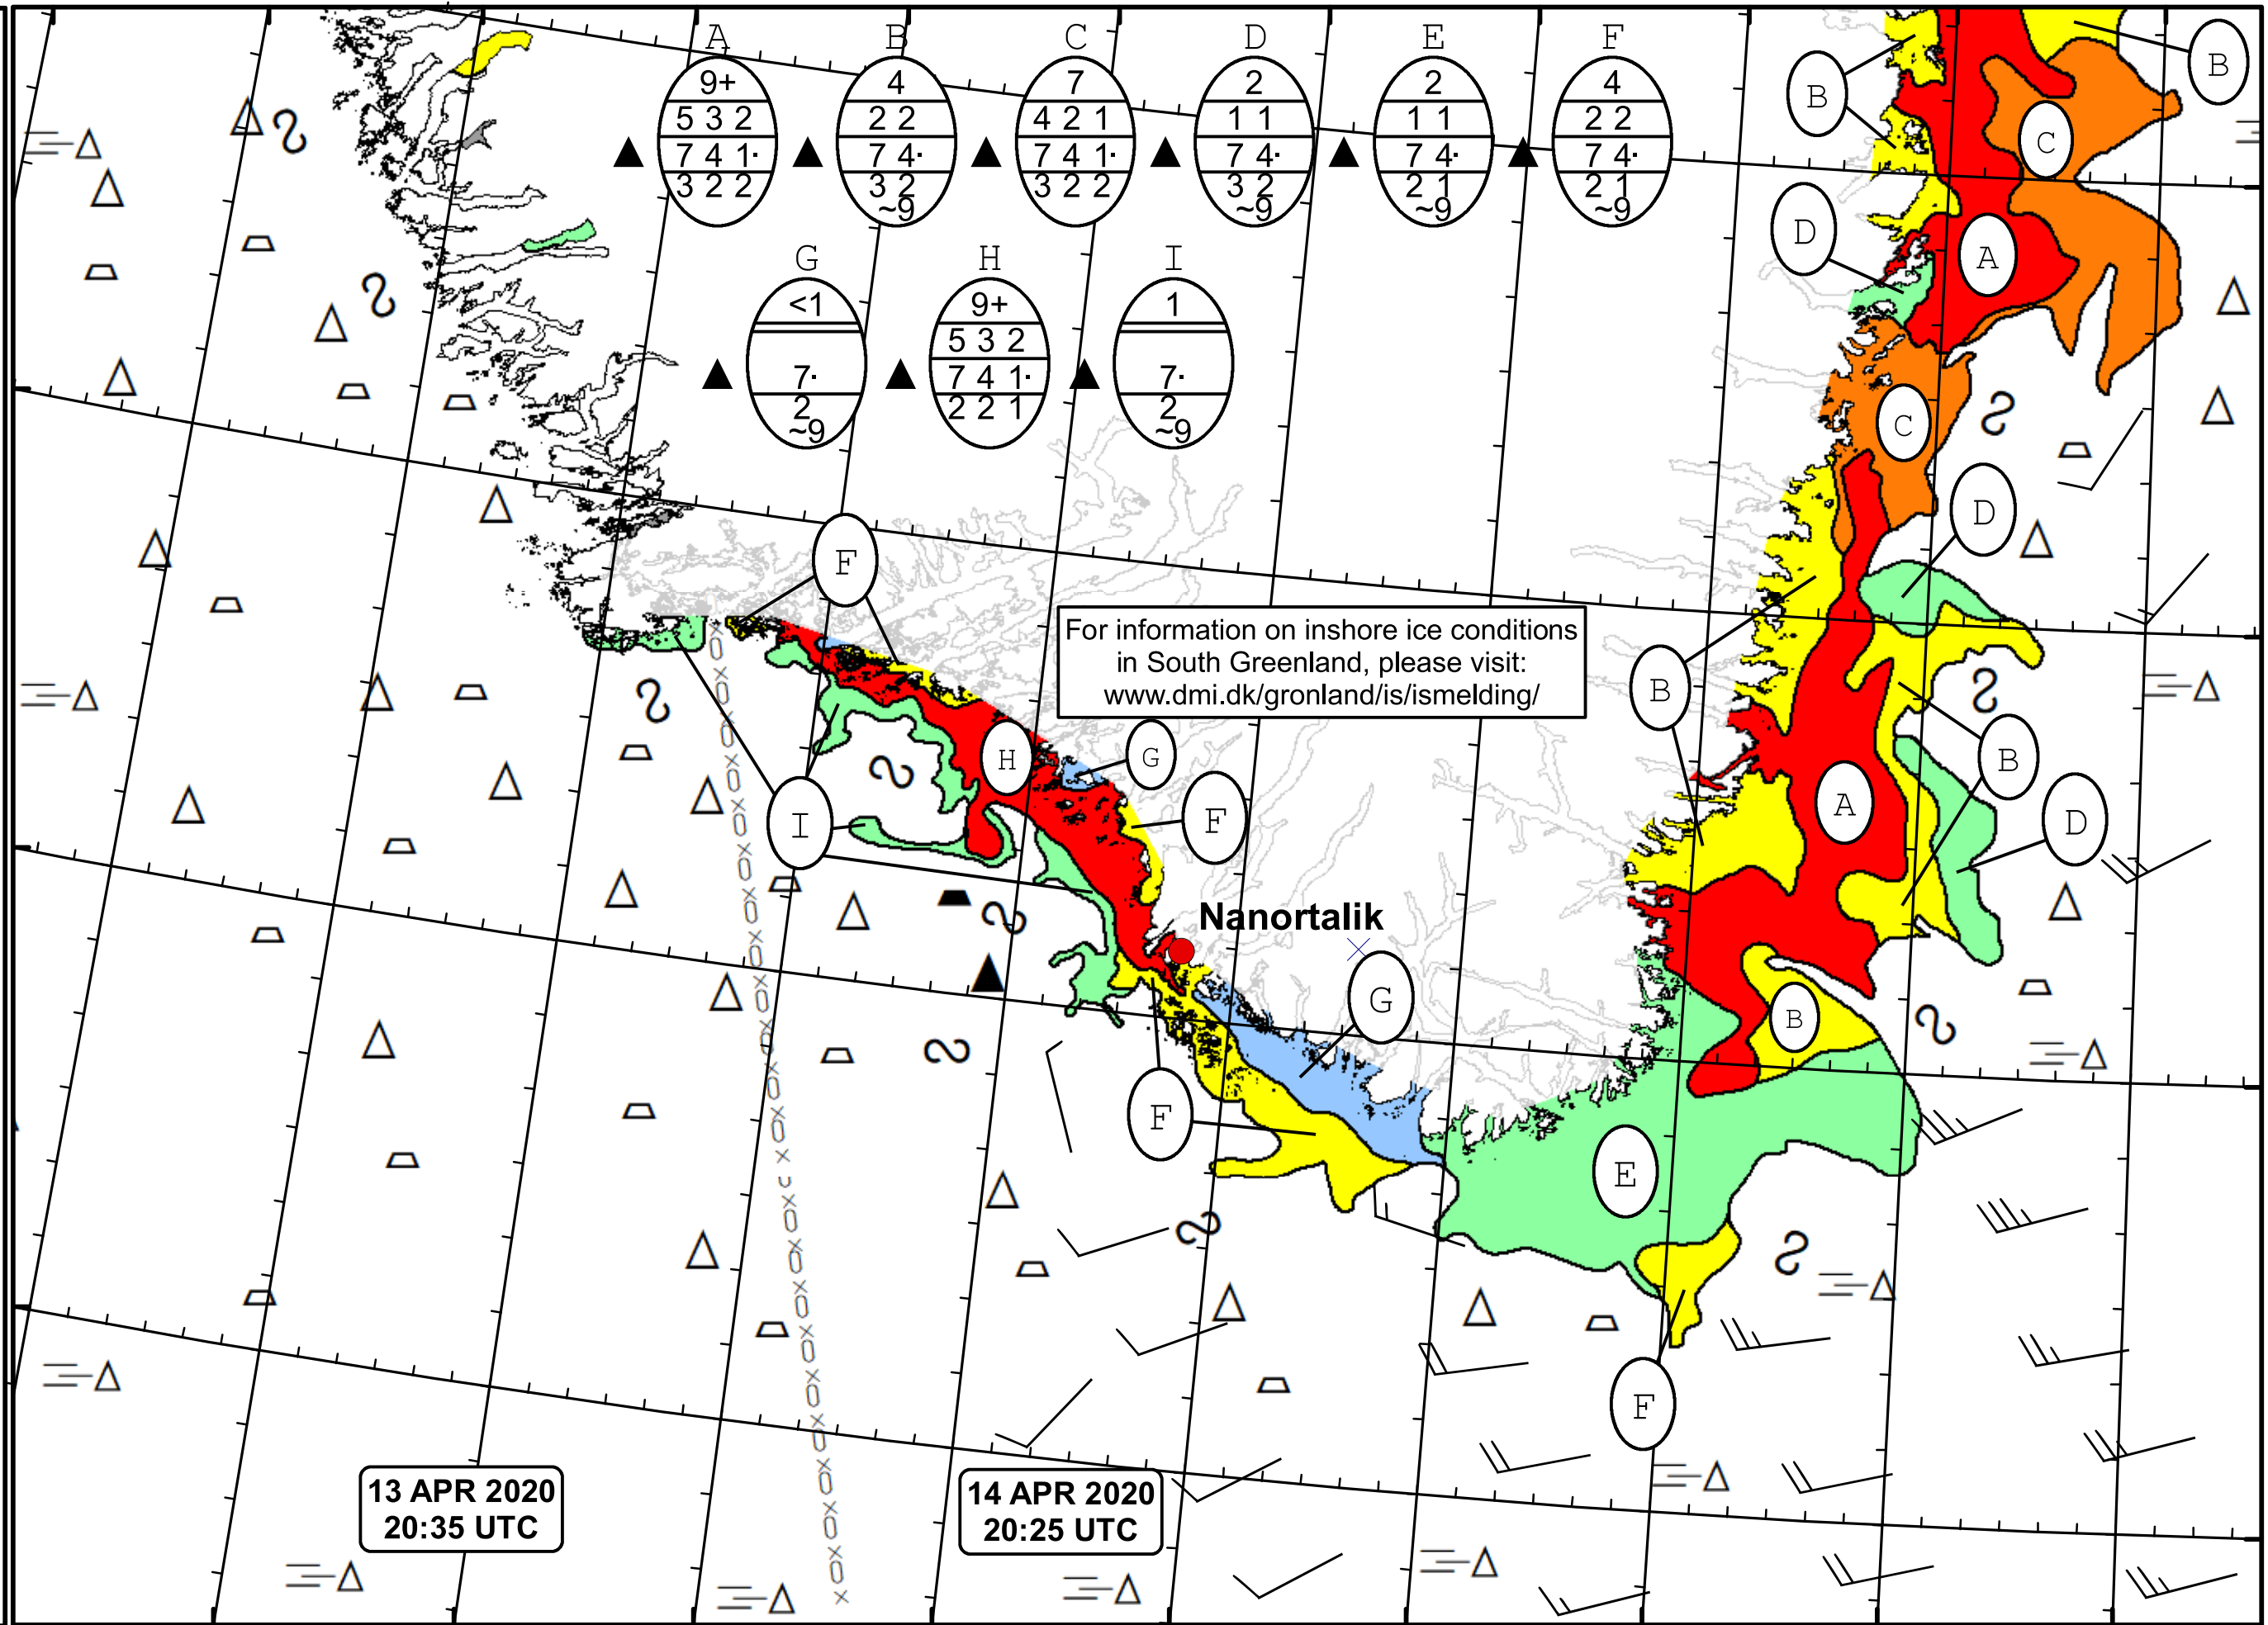 A B C D E F
9+ 4 7 2 2 4
5 3 2 2 2 4 2 1 1 1 1 1 2 2
7 4 1· 7 4· 7 4 1· 7 4· 7 4· 7 4·
3 2 2 3 2 3 2 2 3 2 2 1 2 1
~9 ~9 ~9 ~9
G H I
<1 9+ 1
5 3 2
7· 7 4 1· 7·
2 2 2 1 2
~9 ~9
B
B
C
D
A
C
D
F
For information on inshore ice conditions
in South Greenland, please visit:
www.dmi.dk/gronland/is/ismelding/
B
H
G
B
I
F
A
D
Nanortalik
G
B
F
E
F
13 APR 2020
20:35 UTC
14 APR 2020
20:25 UTC